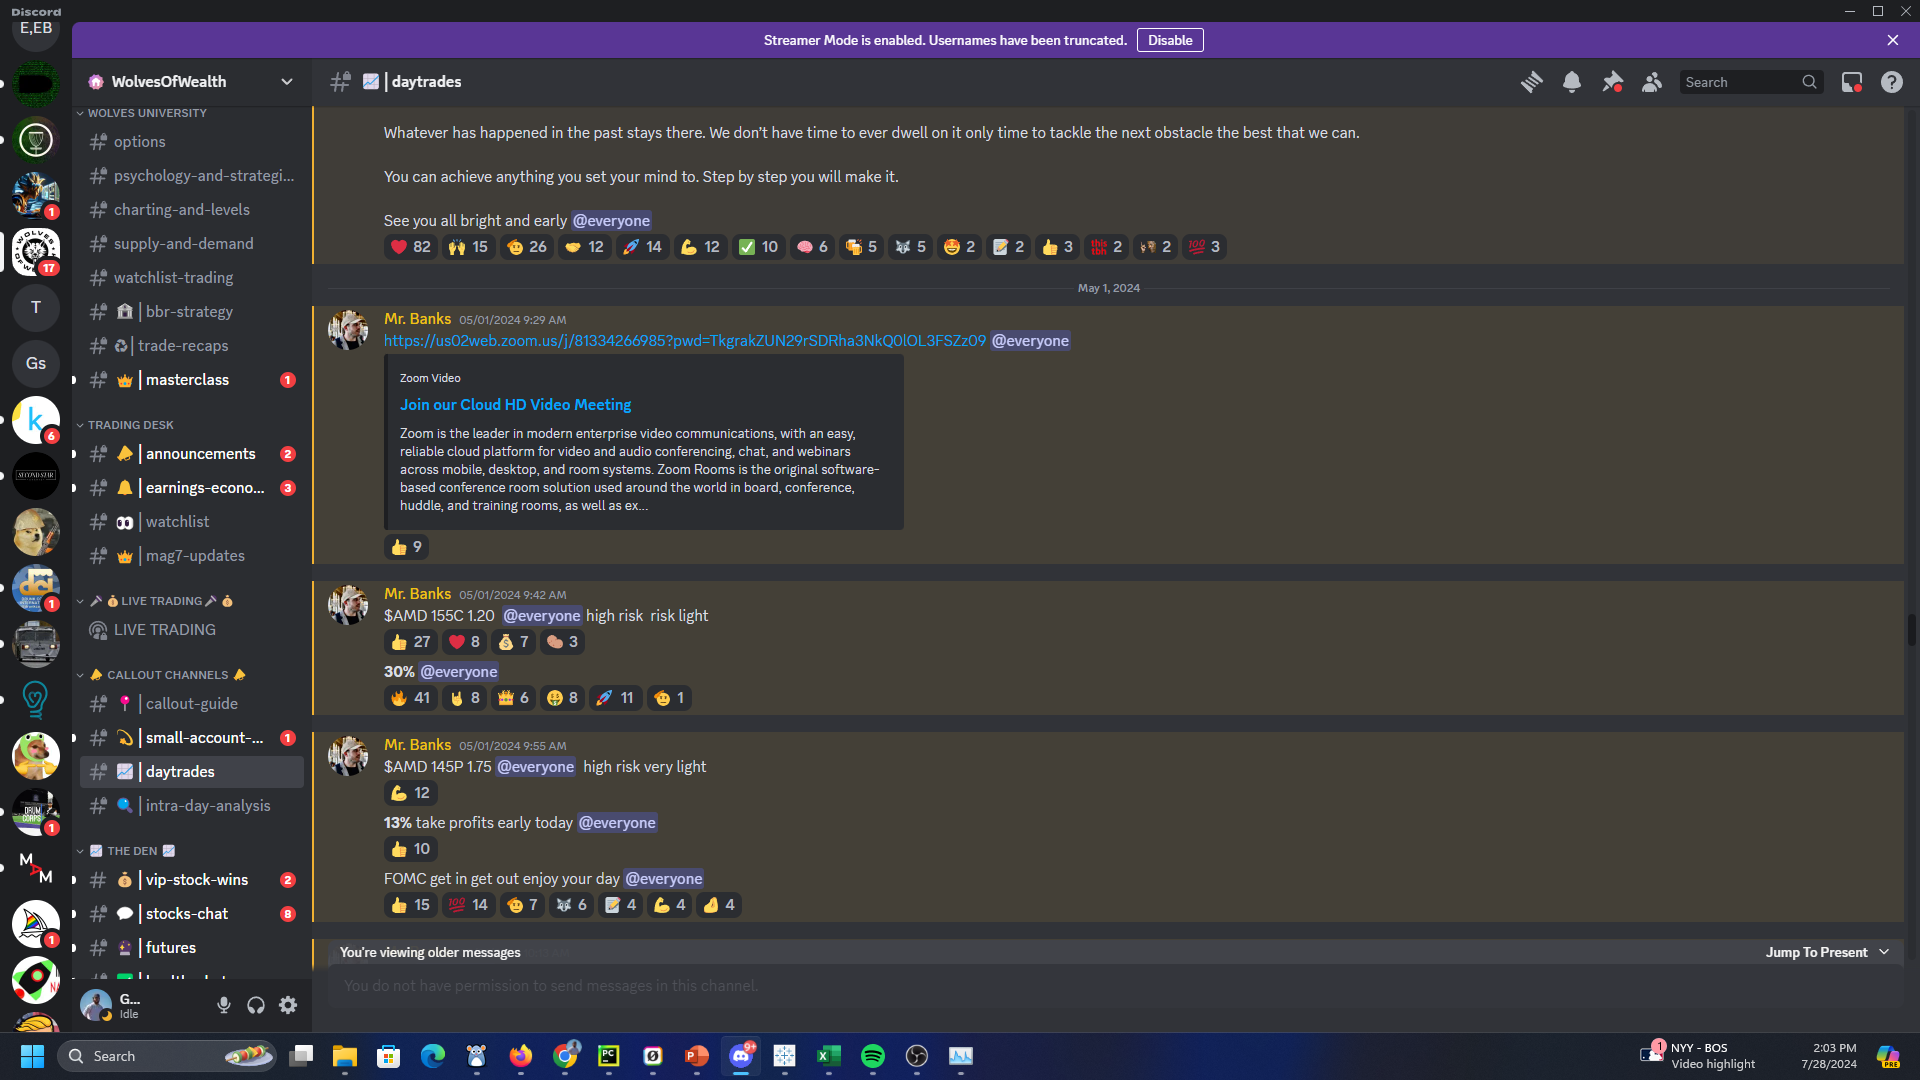 Discord
E,EB
Streamer Mode is enabled. Usernames have been truncated.
Disable
WolvesOfWealth
| daytrades
Search
WOLVES UNIVERSITY
options
psychology-and-strategi...
charting-and-levels
supply-and-demand
watchlist-trading
| bbr-strategy
| trade-recaps
| masterclass
1
TRADING DESK
| announcements
2
| earnings-econo...
3
| watchlist
| mag7-updates
LIVE TRADING
LIVE TRADING
CALLOUT CHANNELS
| callout-guide
| small-account-...
1
| daytrades
| intra-day-analysis
THE DEN
| vip-stock-wins
2
| stocks-chat
8
futures
G...
Idle
1
17
T
Gs
k
6
SECOND STAR
dci
1
DRUM
CORPS
1
M
A
M
1
Whatever has happened in the past stays there. We don't have time to ever dwell on it only time to tackle the next obstacle the best that we can.
You can achieve anything you set your mind to. Step by step you will make it.
See you all bright and early @everyone
82 15 26 12 14 12 10 6 5 5 2 2 3 2 2 3
May 1, 2024
Mr. Banks 05/01/2024 9:29 AM
https://us02web.zoom.us/j/81334266985?pwd=TkgrakZUN29rSDRha3NkQ0lOL3FSZz09 @everyone
Zoom Video
Join our Cloud HD Video Meeting
Zoom is the leader in modern enterprise video communications, with an easy,
reliable cloud platform for video and audio conferencing, chat, and webinars
across mobile, desktop, and room systems. Zoom Rooms is the original software-
based conference room solution used around the world in board, conference,
huddle, and training rooms, as well as ex...
9
Mr. Banks 05/01/2024 9:42 AM
$AMD 155C 1.20 @everyone high risk risk light
27 8 7 3
30% @everyone
41 8 6 8 11 1
Mr. Banks 05/01/2024 9:55 AM
$AMD 145P 1.75 @everyone high risk very light
12
13% take profits early today @everyone
10
FOMC get in get out enjoy your day @everyone
15 14 7 6 4 4 4
You're viewing older messages
Jump To Present
You do not have permission to send messages in this channel.
Search
PC
9+
1
NYY - BOS
Video highlight
2:03 PM
7/28/2024
PRE